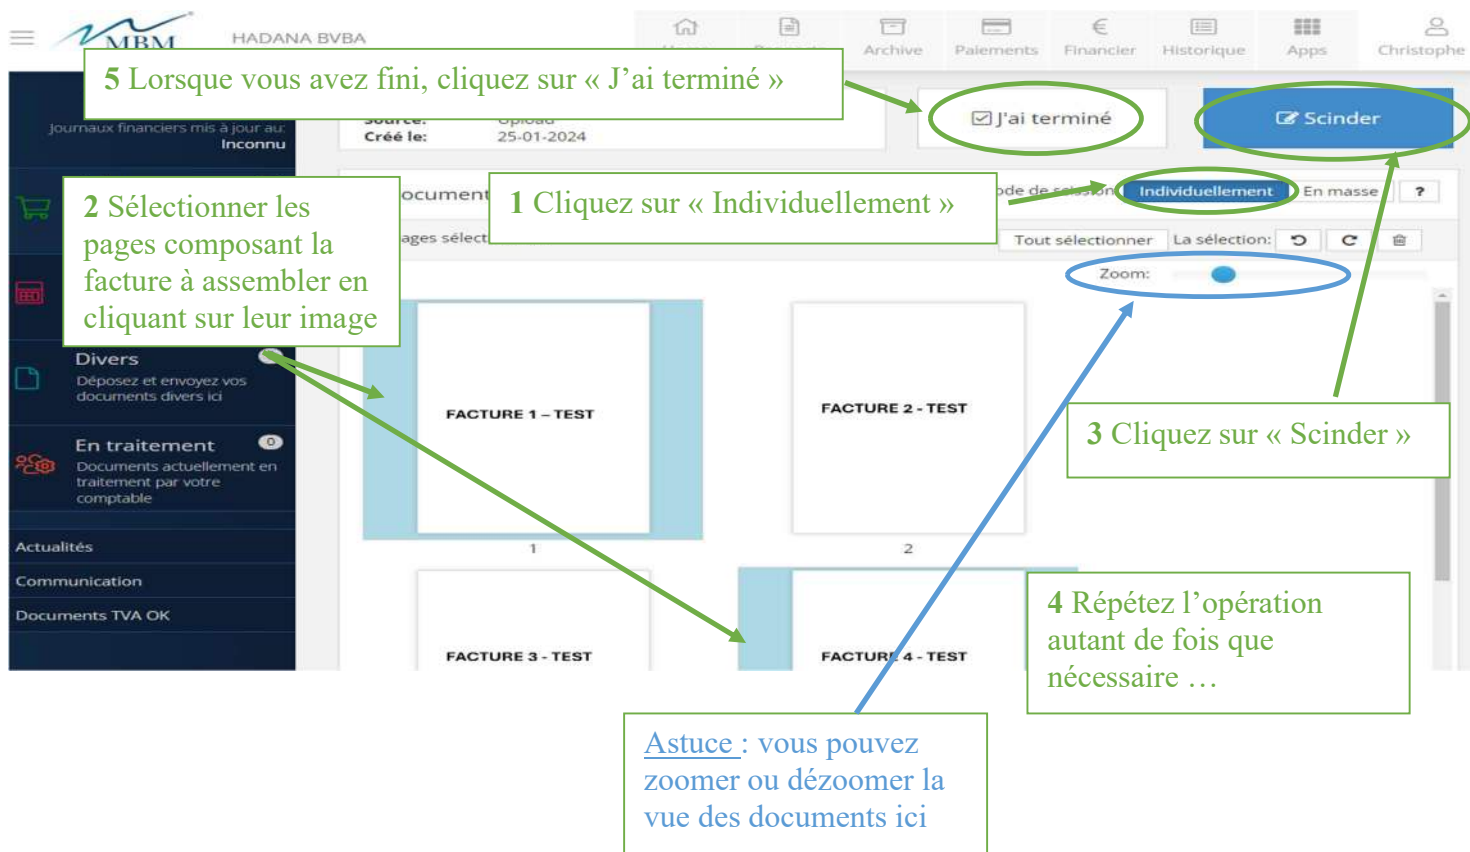 MBM
HADANA BVBA
Archive
Paiements
Financier
Historique
Apps
Christophe
5 Lorsque vous avez fini, cliquez sur « J’ai terminé »
J'ai terminé
Scinder
Journaux financiers mis à jour au:
Inconnu
Source: Upload
Créé le: 25-01-2024
1 Cliquez sur « Individuellement »
Individuellement
En masse
?
2 Sélectionner les
pages composant la
facture à assembler en
cliquant sur leur image
Tout sélectionner
La sélection:
Zoom:
Divers
Déposez et envoyez vos
documents divers ici
En traitement 0
Documents actuellement en
traitement par votre
comptable
Actualités
Communication
Documents TVA OK
FACTURE 1 – TEST
1
FACTURE 2 - TEST
2
3 Cliquez sur « Scinder »
FACTURE 3 - TEST
FACTURE 4 - TEST
4 Répétez l’opération
autant de fois que
nécessaire …
Astuce : vous pouvez
zoomer ou dézoomer la
vue des documents ici